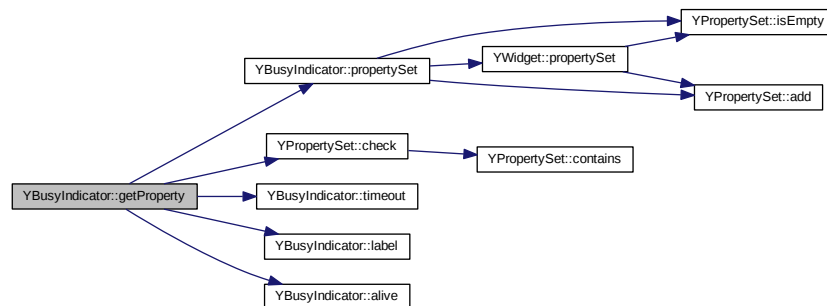 YPropertySet::isEmpty
YWidget::propertySet
YBusyIndicator::propertySet
YPropertySet::add
YPropertySet::check
YPropertySet::contains
YBusyIndicator::getProperty
YBusyIndicator::timeout
YBusyIndicator::label
YBusyIndicator::alive